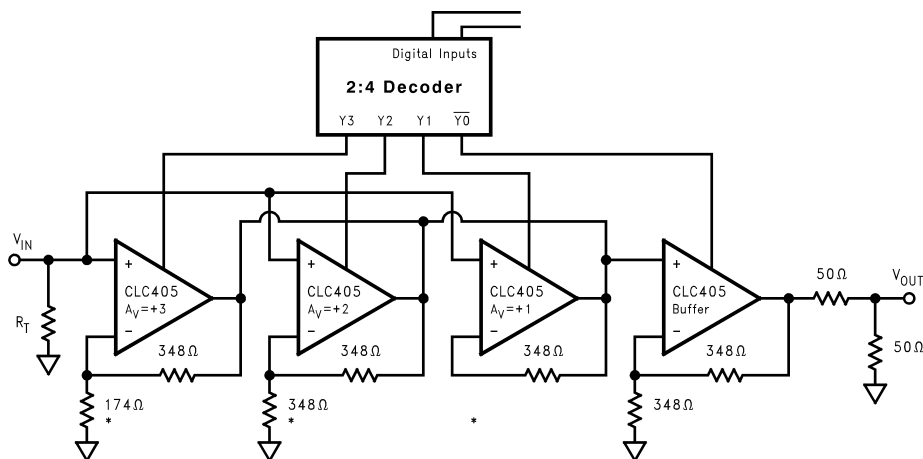 Digital Inputs
2:4 Decoder
Y3 Y2 Y1 Y0
V_IN
R_T
+
CLC405
A_V=+3
−
348Ω
174Ω
*
+
CLC405
A_V=+2
−
348Ω
348Ω
*
+
CLC405
A_V=+1
−
348Ω
*
+
CLC405
Buffer
−
348Ω
348Ω
50Ω
V_OUT
50Ω